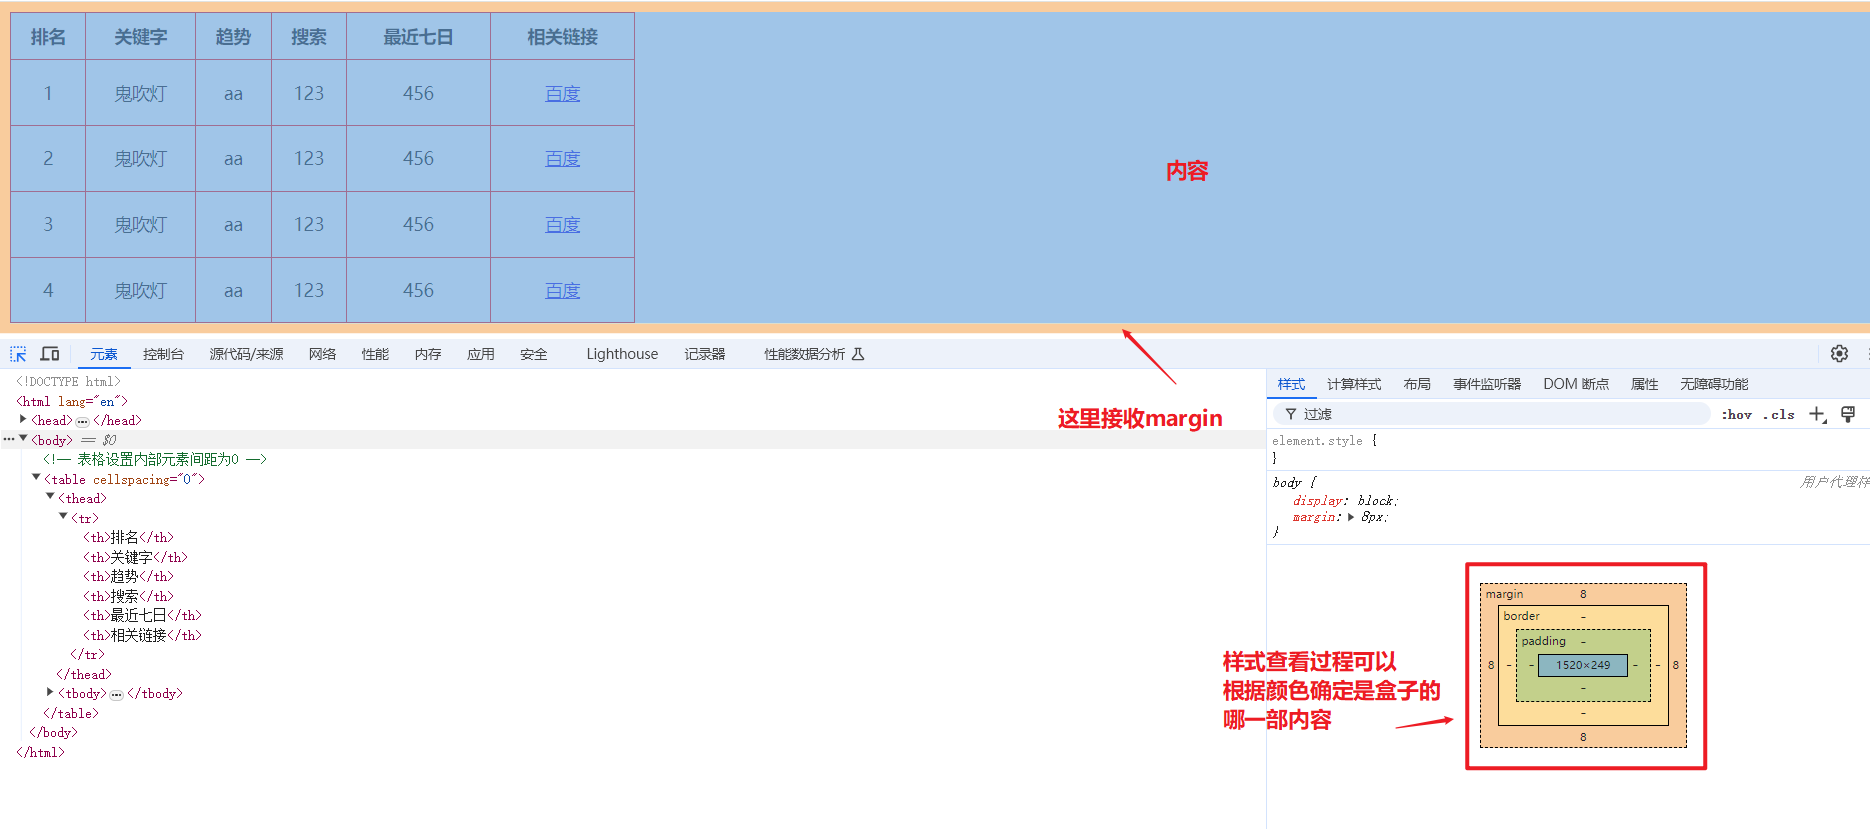 排名 关键字 趋势 搜索 最近七日 相关链接
1 鬼吹灯 aa 123 456 百度
2 鬼吹灯 aa 123 456 百度
3 鬼吹灯 aa 123 456 百度
4 鬼吹灯 aa 123 456 百度
内容
元素 控制台 源代码/来源 网络 性能 内存 应用 安全 Lighthouse 记录器 性能数据分析
<!DOCTYPE html>
<html lang="en">
<head> … </head>
<body> == $0
<!-- 表格设置内部元素间距为0 -->
<table cellspacing="0">
<thead>
<tr>
<th>排名</th>
<th>关键字</th>
<th>趋势</th>
<th>搜索</th>
<th>最近七日</th>
<th>相关链接</th>
</tr>
</thead>
<tbody> … </tbody>
</table>
</body>
</html>
这里接收margin
样式 计算样式 布局 事件监听器 DOM 断点 属性 无障碍功能
过滤 :hov .cls
element.style {
}
body { 用户代理样
display: block;
margin: 8px;
}
样式查看过程可以
根据颜色确定是盒子的
哪一部内容
margin 8
border -
padding -
8 - - 1520×249 - - 8
-
-
8